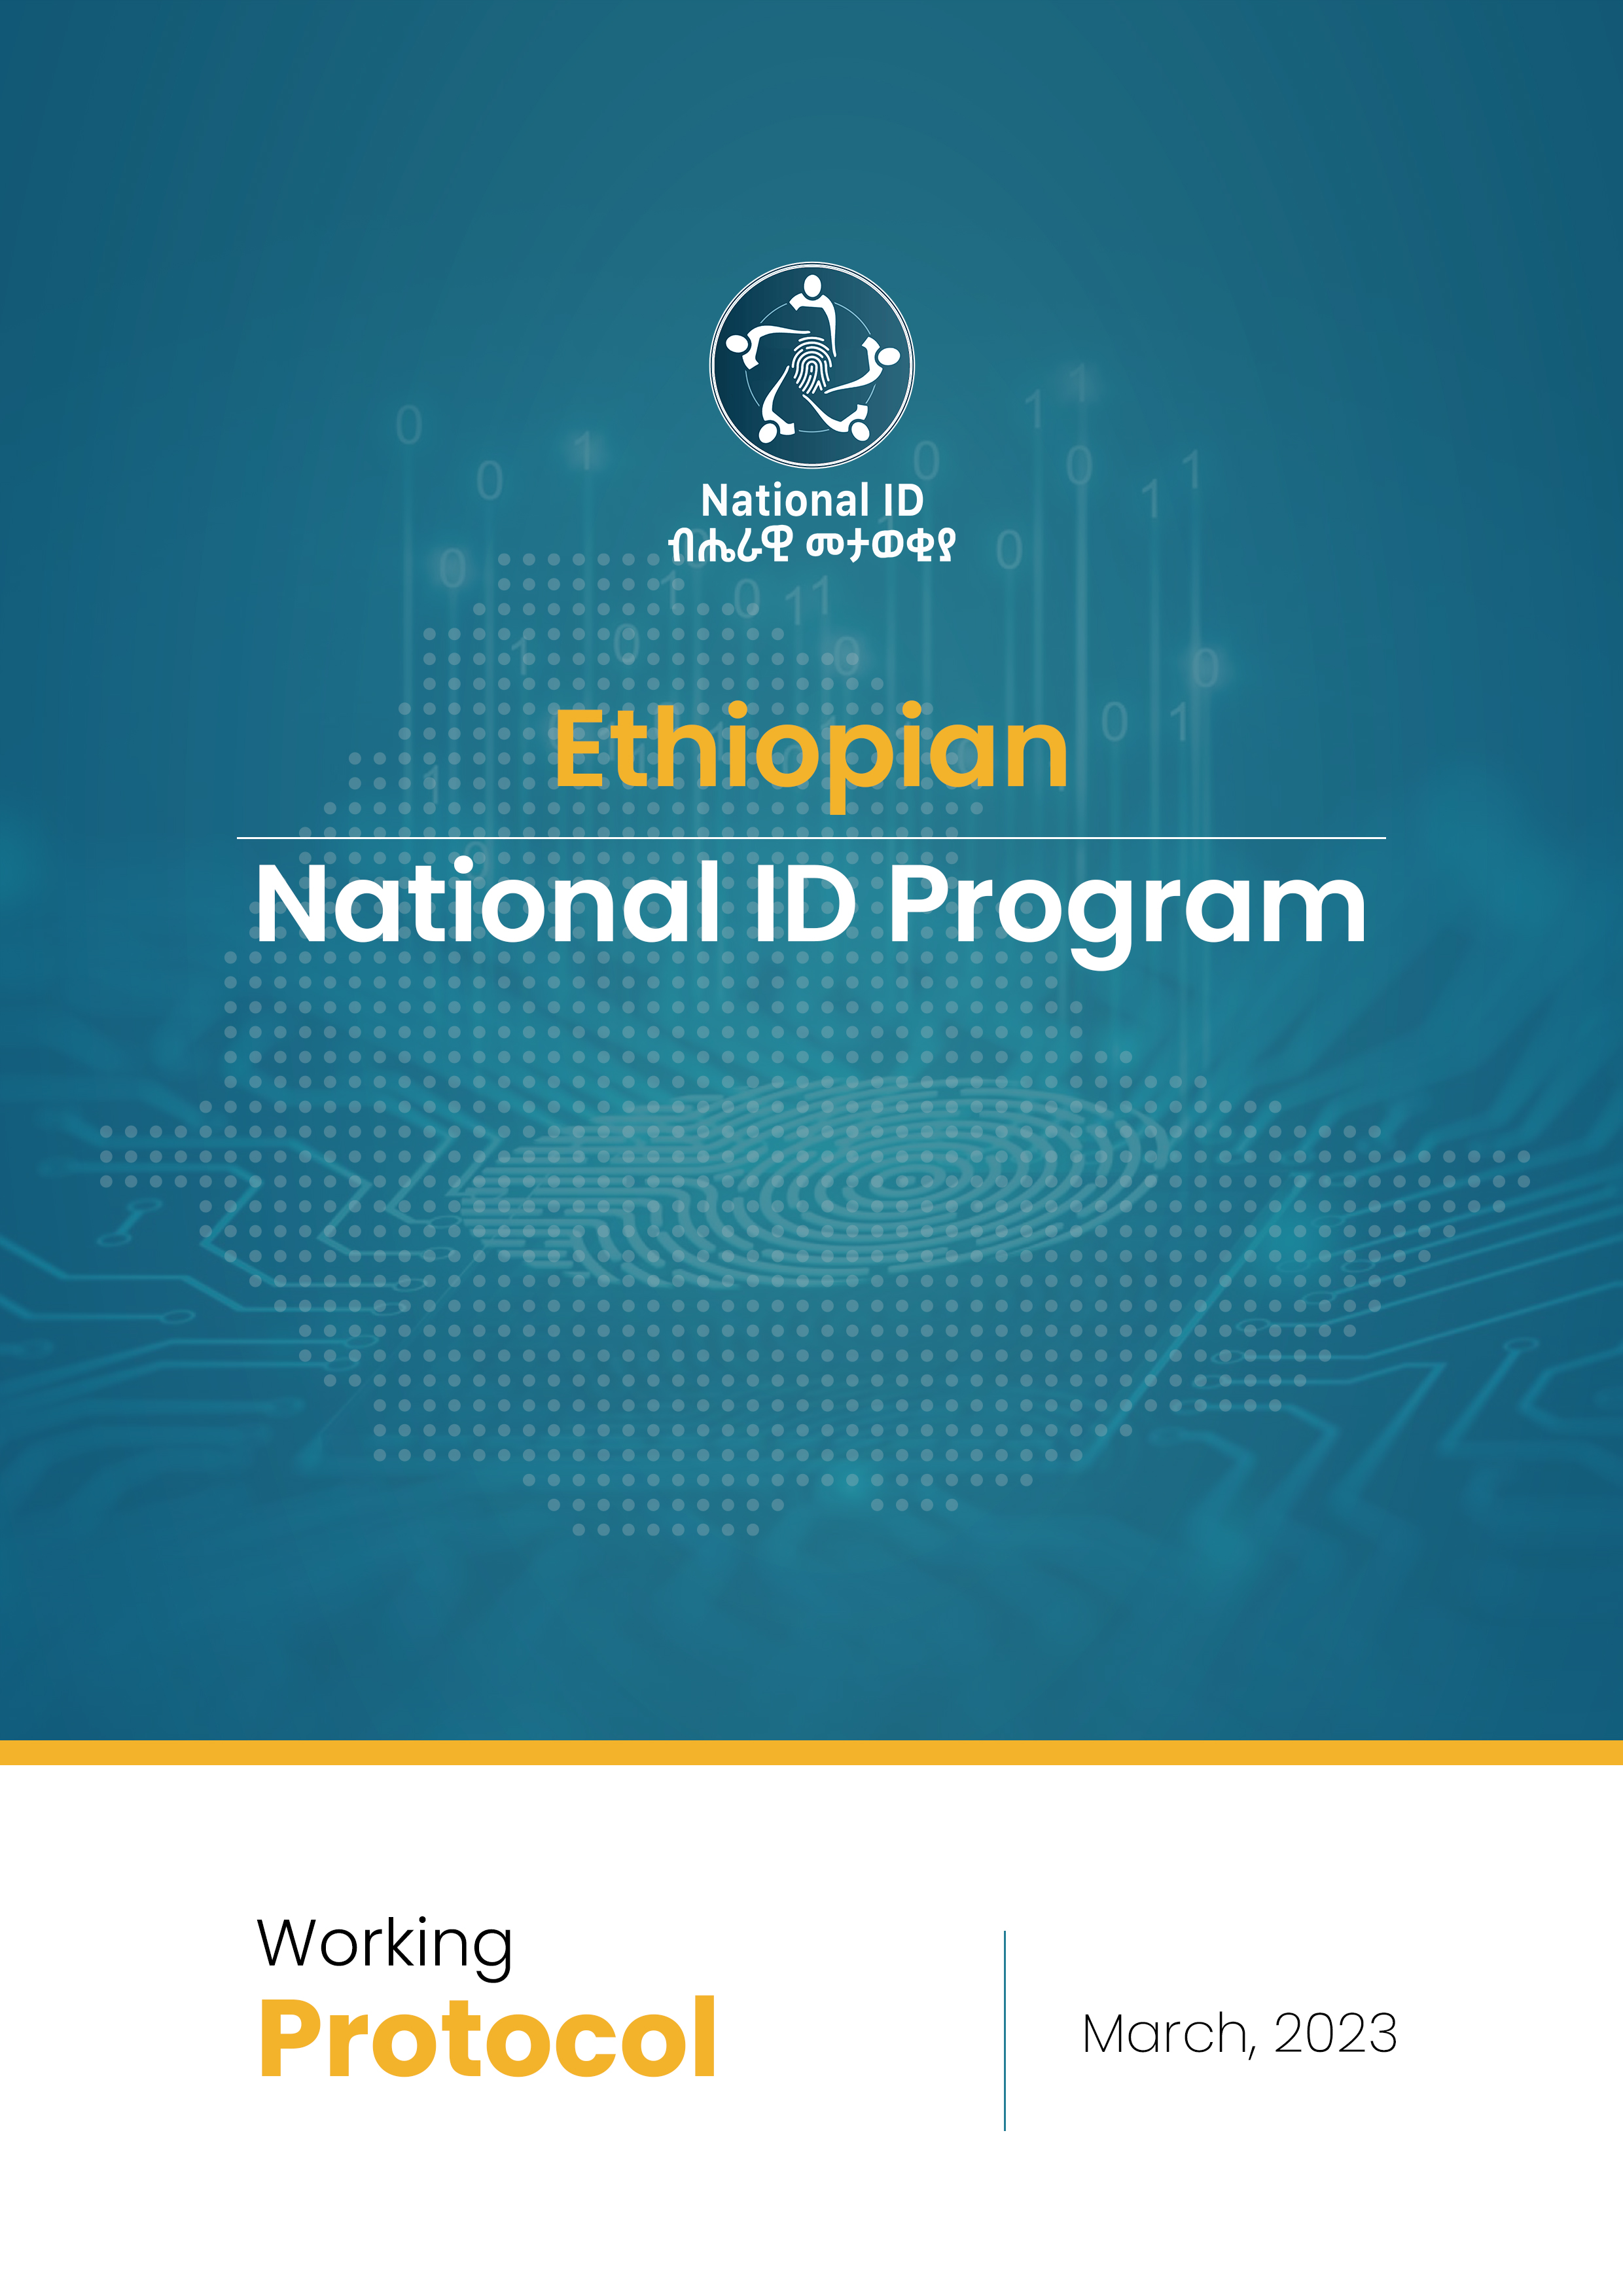 National ID
ብሔራዊ መታወቂያ
Ethiopian
National ID Program
Working
Protocol
March, 2023